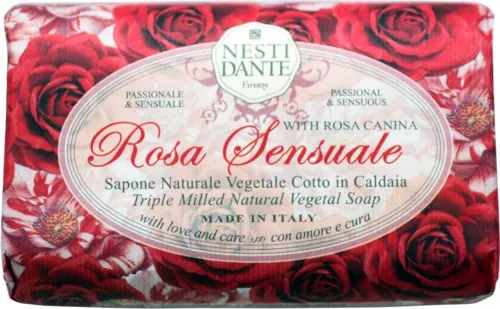 NESTI
DANTE
Firenze
PASSIONALE
& SENSUALE
PASSIONAL
& SENSUOUS
WITH ROSA CANINA
Rosa Sensuale
Sapone Naturale Vegetale Cotto in Caldaia
Triple Milled Natural Vegetal Soap
MADE IN ITALY
with love and care con amore e cura